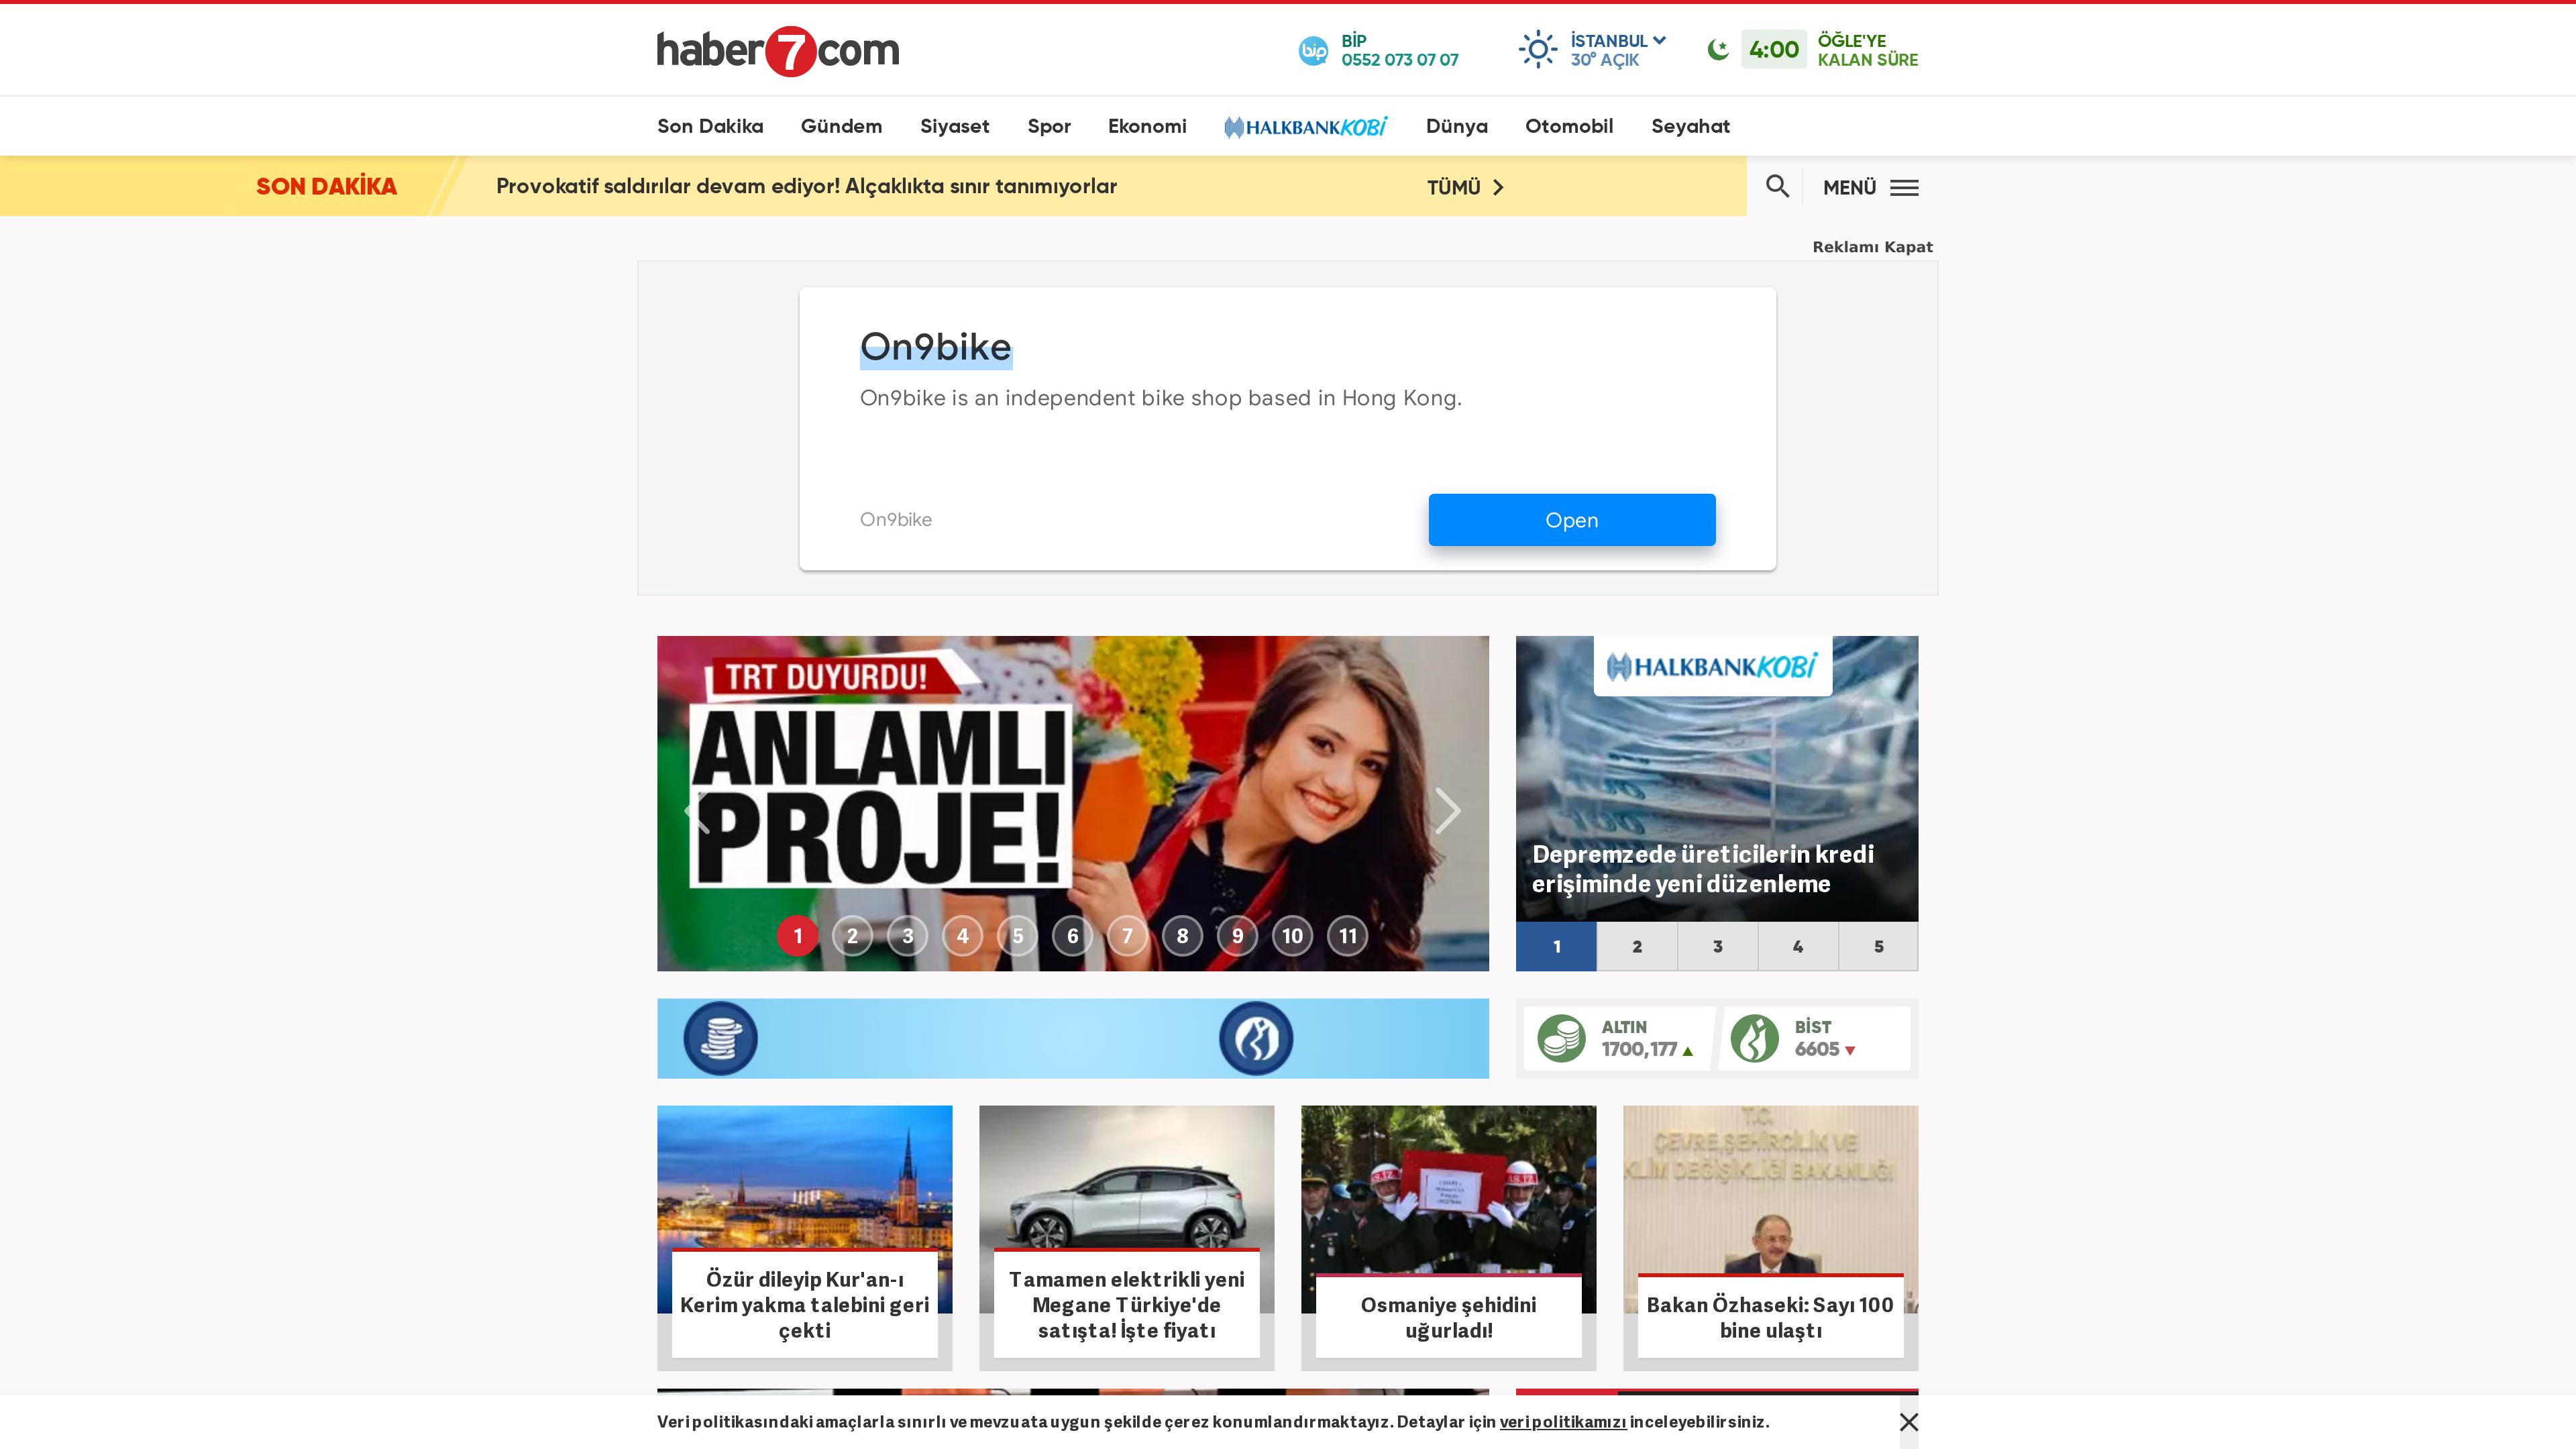 haber7com
BİP
0552 073 07 07
İSTANBUL
30° AÇIK
4:00
ÖĞLE'YE
KALAN SÜRE
Son Dakika
Gündem
Siyaset
Spor
Ekonomi
HALKBANK KOBİ
Dünya
Otomobil
Seyahat
SON DAKİKA
Provokatif saldırılar devam ediyor! Alçaklıkta sınır tanımıyorlar
TÜMÜ
MENÜ
Reklamı Kapat
On9bike
On9bike is an independent bike shop based in Hong Kong.
On9bike
Open
TRT DUYURDU!
ANLAMLI
PROJE!
1 2 3 4 5 6 7 8 9 10 11
HALKBANK KOBİ
Depremzede üreticilerin kredi
erişiminde yeni düzenleme
1 2 3 4 5
ALTIN
1700,177
BİST
6605
Özür dileyip Kur'an-ı
Kerim yakma talebini geri
çekti
Tamamen elektrikli yeni
Megane Türkiye'de
satışta! İşte fiyatı
Osmaniye şehidini
uğurladı!
T.C.
ÇEVRE, ŞEHİRCİLİK VE
KLİM DEĞİŞİKLİĞİ BAKANLIĞI
Bakan Özhaseki: Sayı 100
bine ulaştı
Veri politikasındaki amaçlarla sınırlı ve mevzuata uygun şekilde çerez konumlandırmaktayız. Detaylar için veri politikamızı inceleyebilirsiniz.